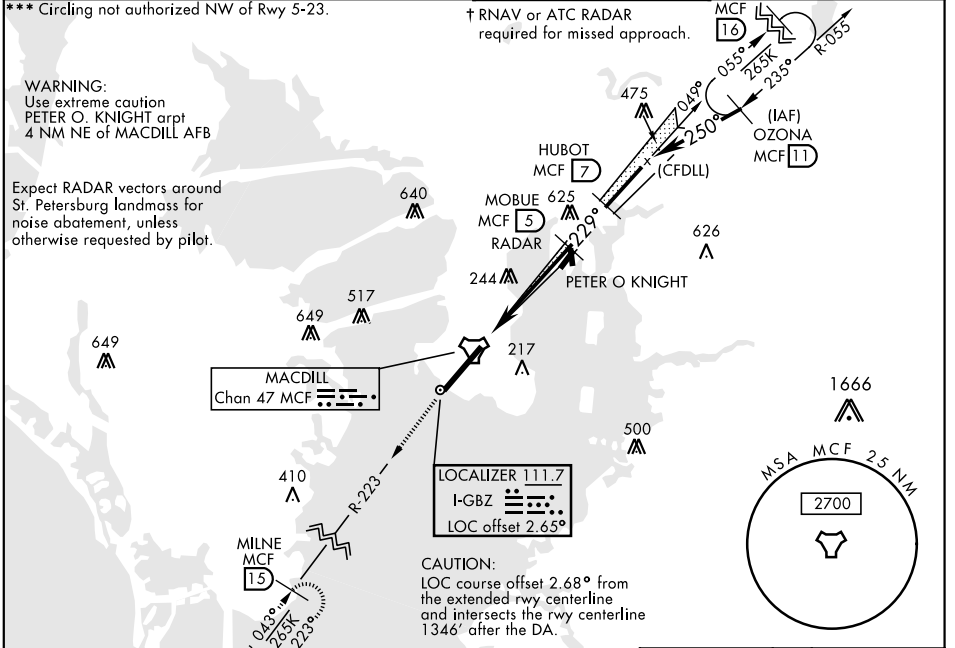 *** Circling not authorized NW of Rwy 5-23.
† RNAV or ATC RADAR
required for missed approach.
MCF
16
R-055
055°
265K
235°
WARNING:
Use extreme caution
PETER O. KNIGHT arpt
4 NM NE of MACDILL AFB
475
049°
250°
(IAF)
OZONA
MCF 11
HUBOT
MCF 7
(CFDLL)
Expect RADAR vectors around
St. Petersburg landmass for
noise abatement, unless
otherwise requested by pilot.
640
MOBUE
MCF 5
RADAR
625
229°
626
244
PETER O KNIGHT
517
649
649
217
MACDILL
Chan 47 MCF
1666
500
MSA MCF 25 NM
2700
410
R-223
LOCALIZER 111.7
I-GBZ
LOC offset 2.65°
MILNE
MCF
15
043°
265K
223°
CAUTION:
LOC course offset 2.68° from
the extended rwy centerline
and intersects the rwy centerline
1346' after the DA.